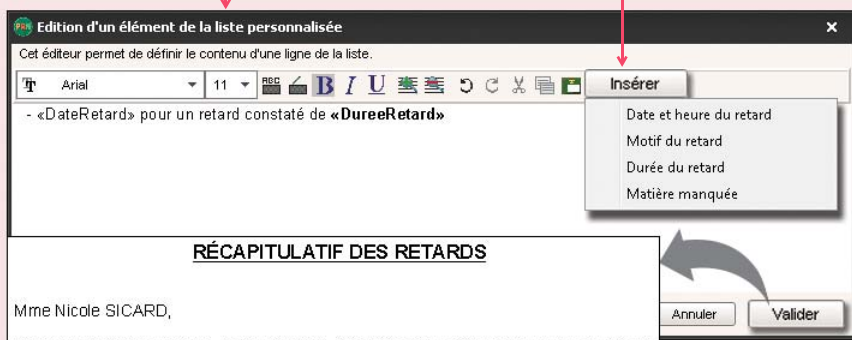 PRN Edition d'un élément de la liste personnalisée
Cet éditeur permet de définir le contenu d'une ligne de la liste.
Arial 11 ABC B I U Insérer
- «DateRetard» pour un retard constaté de «DureeRetard»
Date et heure du retard
Motif du retard
Durée du retard
Matière manquée
RÉCAPITULATIF DES RETARDS
Mme Nicole SICARD,
Annuler Valider